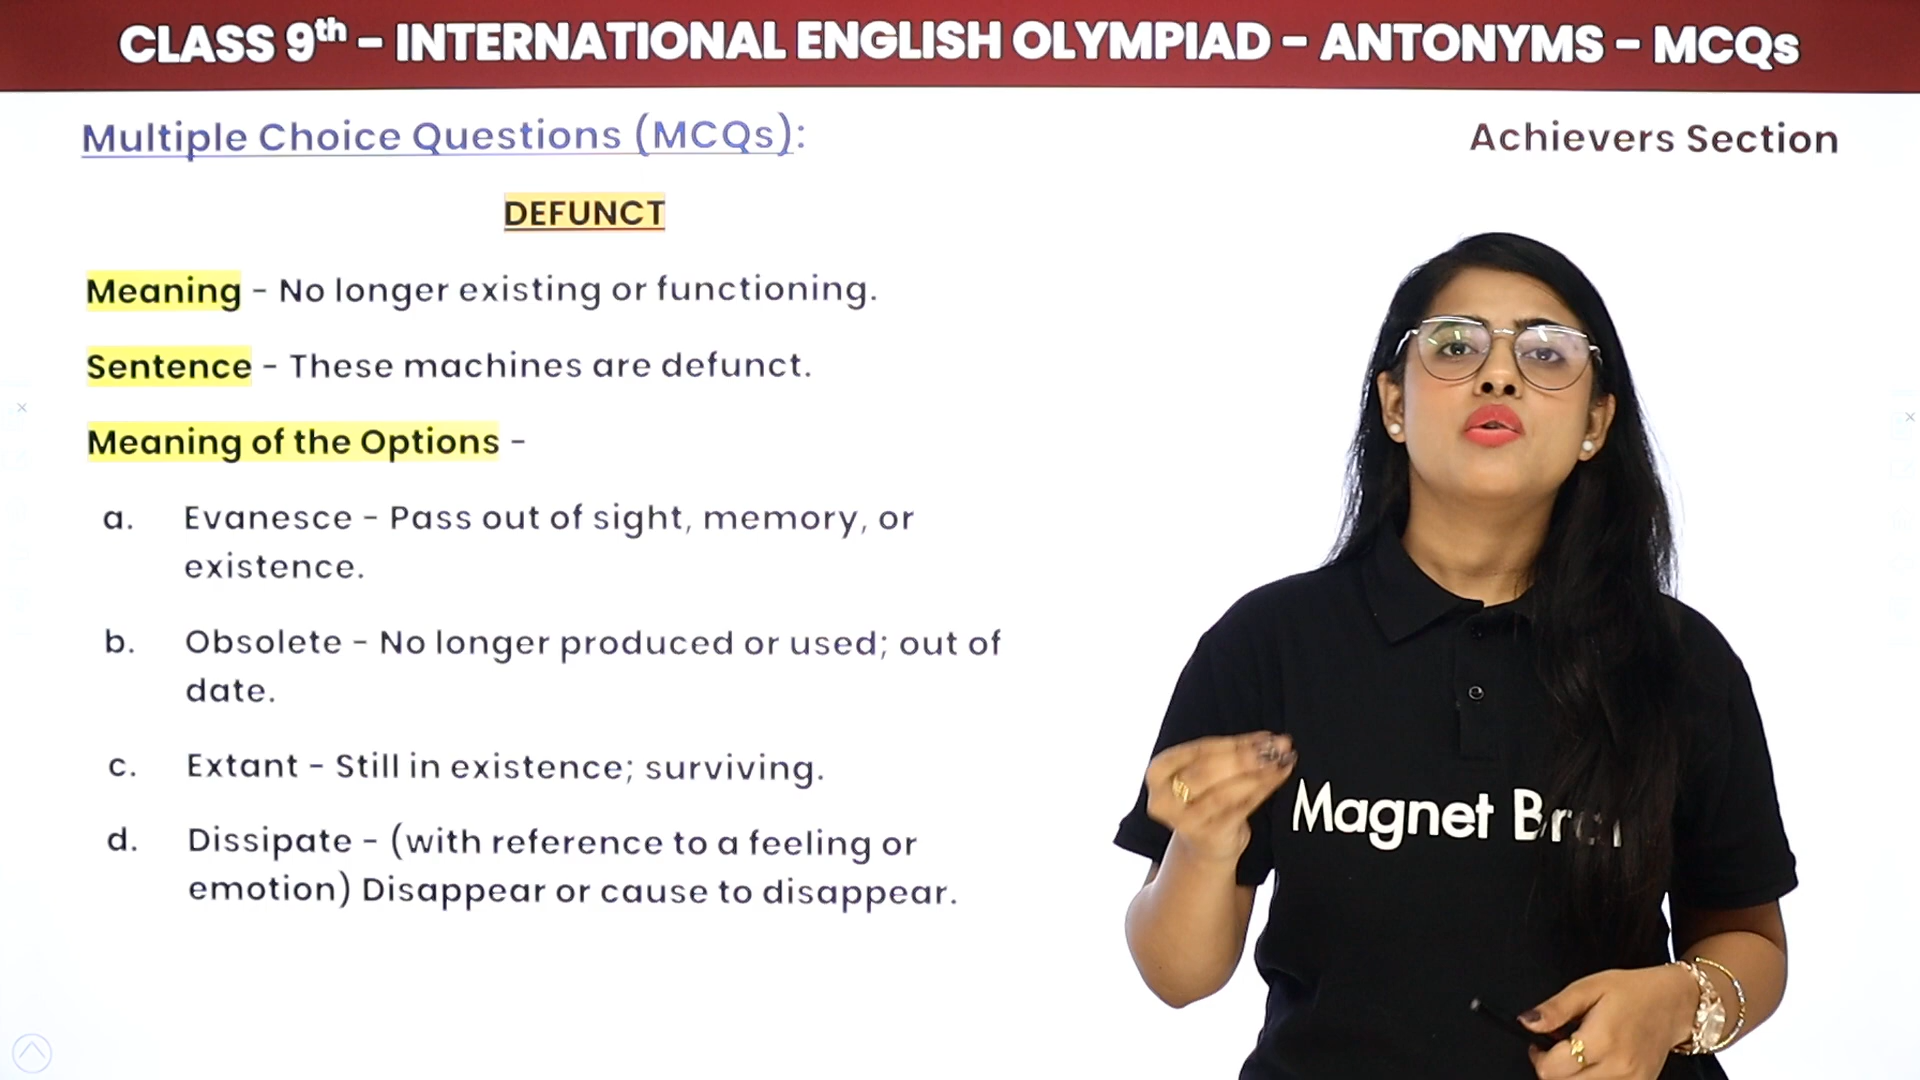 CLASS 9th – INTERNATIONAL ENGLISH OLYMPIAD – ANTONYMS – MCQs
Multiple Choice Questions (MCQs):
Achievers Section
DEFUNCT
Meaning – No longer existing or functioning.
Sentence – These machines are defunct.
Meaning of the Options –
a. Evanesce – Pass out of sight, memory, or
existence.
b. Obsolete – No longer produced or used; out of
date.
c. Extant – Still in existence; surviving.
d. Dissipate – (with reference to a feeling or
emotion) Disappear or cause to disappear.
Magnet